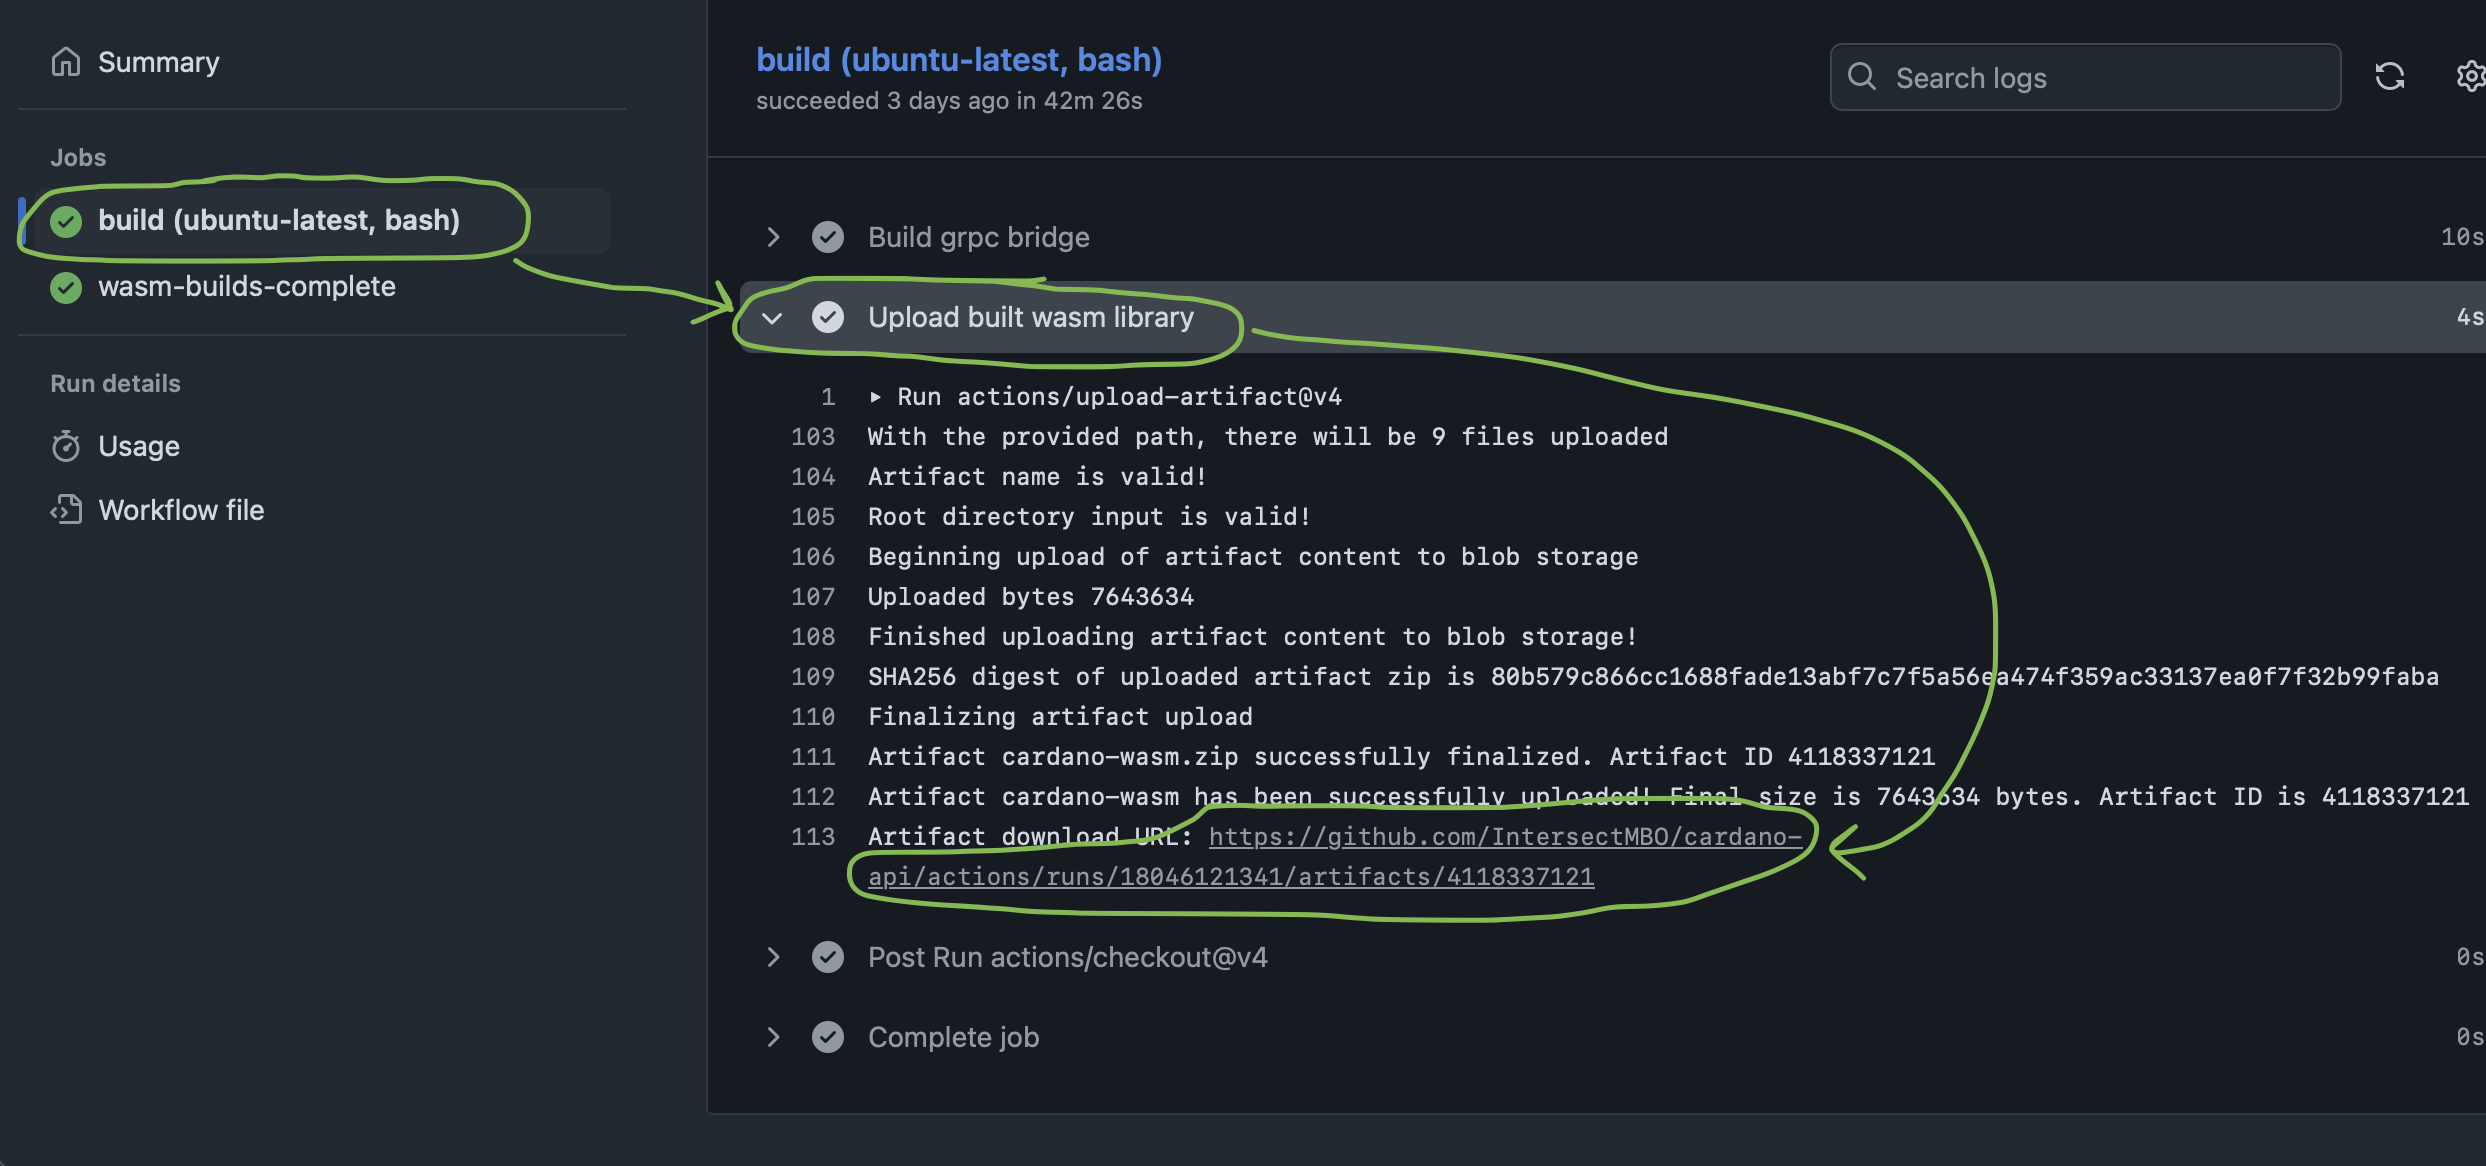 Summary
Jobs
build (ubuntu-latest, bash)
wasm-builds-complete
Run details
Usage
Workflow file
build (ubuntu-latest, bash)
succeeded 3 days ago in 42m 26s
Search logs
Build grpc bridge 10s
Upload built wasm library 4s
1 Run actions/upload-artifact@v4
103 With the provided path, there will be 9 files uploaded
104 Artifact name is valid!
105 Root directory input is valid!
106 Beginning upload of artifact content to blob storage
107 Uploaded bytes 7643634
108 Finished uploading artifact content to blob storage!
109 SHA256 digest of uploaded artifact zip is 80b579c866cc1688fade13abf7c7f5a56ea474f359ac33137ea0f7f32b99faba
110 Finalizing artifact upload
111 Artifact cardano-wasm.zip successfully finalized. Artifact ID 4118337121
112 Artifact cardano-wasm has been successfully uploaded! Final size is 7643634 bytes. Artifact ID is 4118337121
113 Artifact download URL: https://github.com/IntersectMBO/cardano-
api/actions/runs/18046121341/artifacts/4118337121
Post Run actions/checkout@v4 0s
Complete job 0s